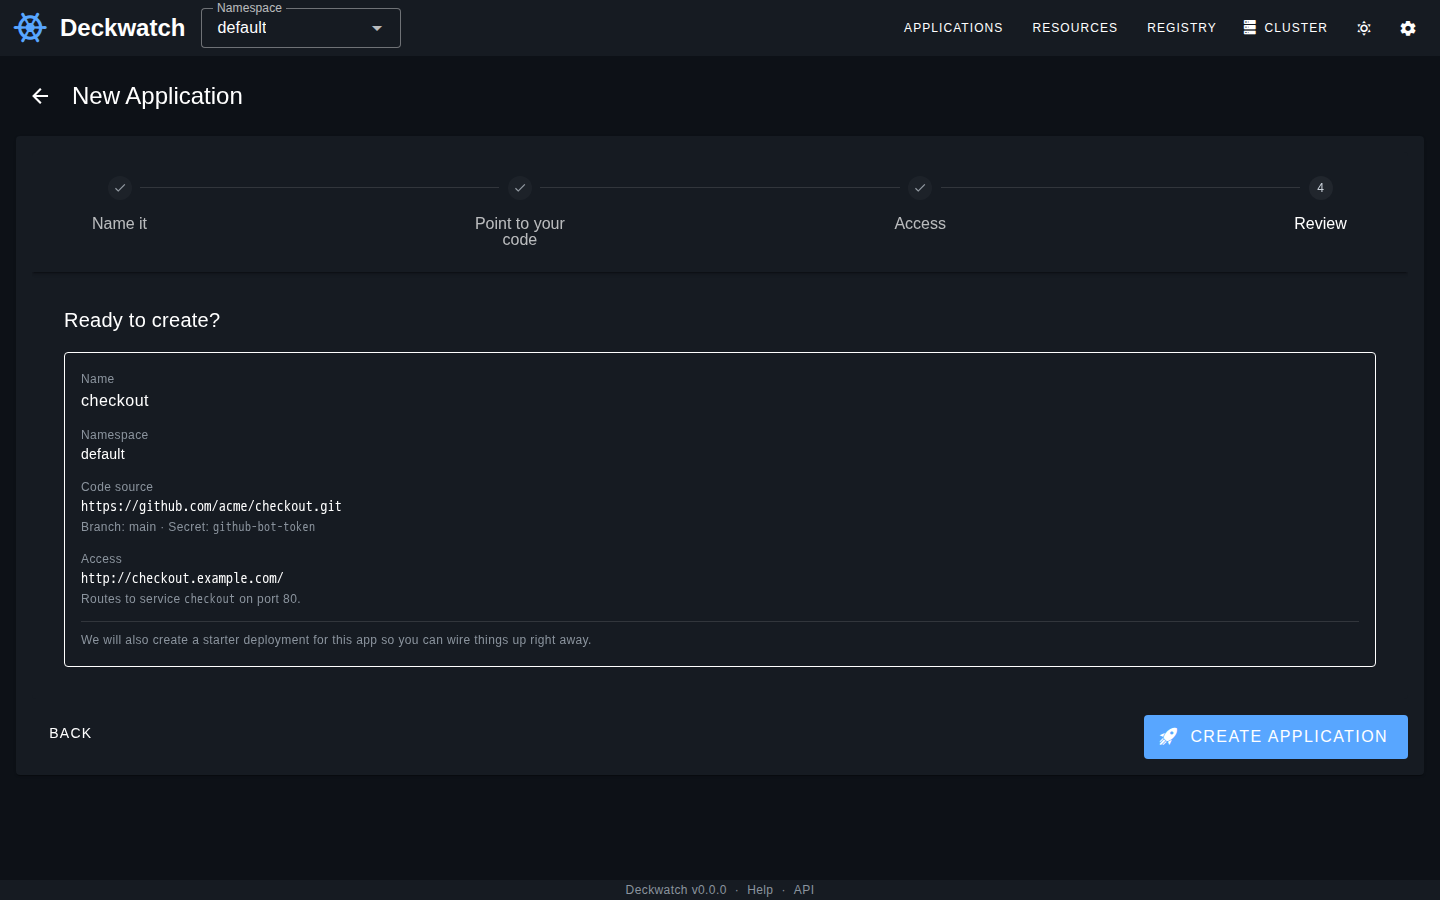 Deckwatch
Namespace
default
APPLICATIONS
RESOURCES
REGISTRY
CLUSTER
New Application
Name it
Point to your
code
Access
4
Review
Ready to create?
Name
checkout
Namespace
default
Code source
https://github.com/acme/checkout.git
Branch: main · Secret: github-bot-token
Access
http://checkout.example.com/
Routes to service checkout on port 80.
We will also create a starter deployment for this app so you can wire things up right away.
BACK
CREATE APPLICATION
Deckwatch v0.0.0 · Help · API